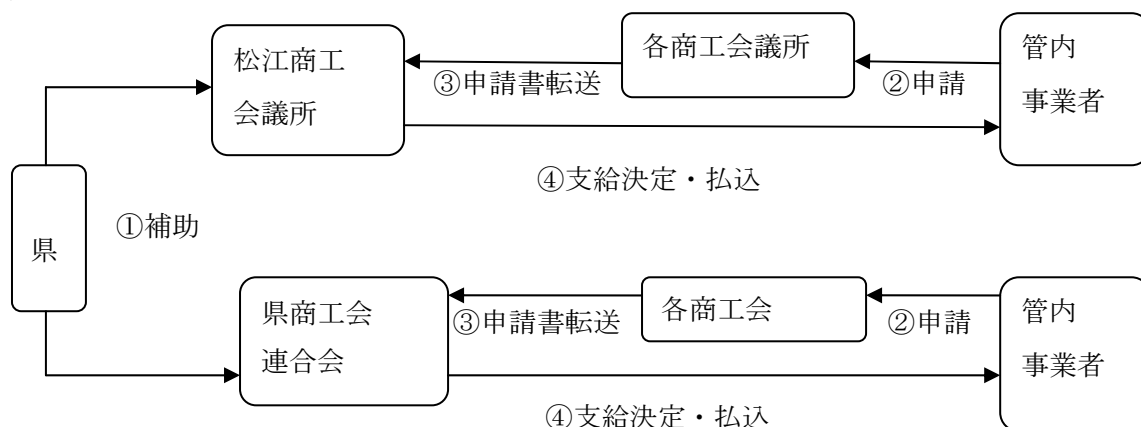 松江商工
会議所
各商工会議所
管内
事業者
③申請書転送
②申請
④支給決定・払込
県
①補助
県商工会
連合会
各商工会
管内
事業者
③申請書転送
②申請
④支給決定・払込